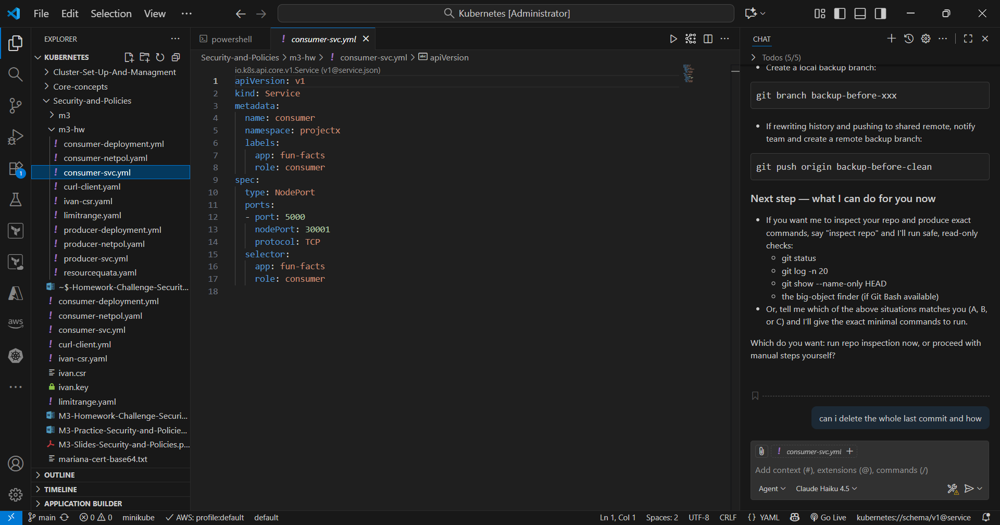 File Edit Selection View
Kubernetes [Administrator]
EXPLORER
KUBERNETES
Cluster-Set-Up-And-Managment
Core-concepts
Security-and-Policies
m3
m3-hw
! consumer-deployment.yml
! consumer-netpol.yaml
! consumer-svc.yml
! curl-client.yaml
! ivan-csr.yaml
! limitrange.yaml
! producer-deployment.yml
! producer-netpol.yaml
! producer-svc.yml
! resourcequata.yaml
~$-Homework-Challenge-Securit...
! consumer-deployment.yml
! consumer-netpol.yaml
! consumer-svc.yml
! curl-client.yml
! ivan-csr.yaml
ivan.csr
ivan.key
! limitrange.yaml
M3-Homework-Challenge-Securi...
M3-Practice-Security-and-Policie...
M3-Slides-Security-and-Policies.p...
mariana-cert-base64.txt
OUTLINE
TIMELINE
APPLICATION BUILDER
1
aws
powershell
! consumer-svc.yml
Security-and-Policies > m3-hw > ! consumer-svc.yml > abc apiVersion
io.k8s.api.core.v1.Service (v1@service.json)
1 apiVersion: v1
2 kind: Service
3 metadata:
4 name: consumer
5 namespace: projectx
6 labels:
7 app: fun-facts
8 role: consumer
9 spec:
10 type: NodePort
11 ports:
12 - port: 5000
13 nodePort: 30001
14 protocol: TCP
15 selector:
16 app: fun-facts
17 role: consumer
18
CHAT
Todos (5/5)
• Create a local backup branch:
git branch backup-before-xxx
• If rewriting history and pushing to shared remote, notify
team and create a remote backup branch:
git push origin backup-before-clean
Next step — what I can do for you now
• If you want me to inspect your repo and produce exact
commands, say "inspect repo" and I'll run safe, read-only
checks:
○ git status
○ git log -n 20
○ git show --name-only HEAD
○ the big-object finder (if Git Bash available)
• Or, tell me which of the above situations matches you (A, B,
or C) and I’ll give the exact minimal commands to run.
Which do you want: run repo inspection now, or proceed with
manual steps yourself?
can i delete the whole last commit and how
! consumer-svc.yml +
Add context (#), extensions (@), commands (/)
Agent Claude Haiku 4.5
main 0 0 minikube AWS: profile:default default
Ln 1, Col 1 Spaces: 2 UTF-8 CRLF {} YAML Go Live kubernetes://schema/v1@service